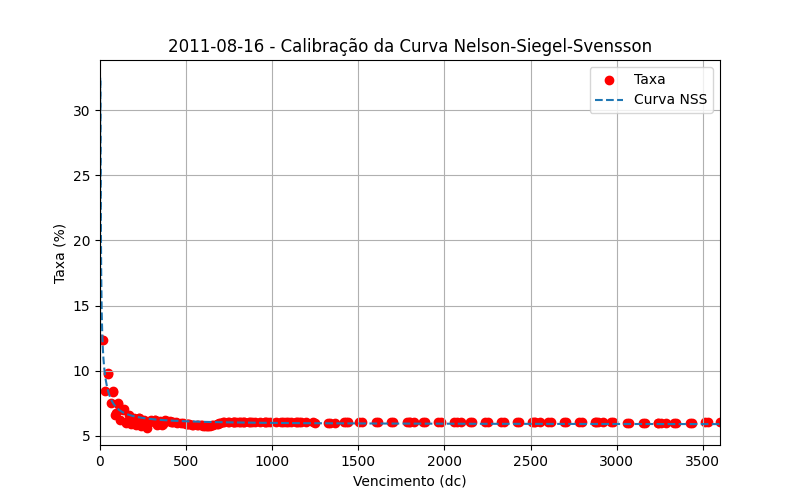 2011-08-16 - Calibração da Curva Nelson-Siegel-Svensson
Taxa
Curva NSS
30
25
20
15
10
5
Taxa (%)
0 500 1000 1500 2000 2500 3000 3500
Vencimento (dc)